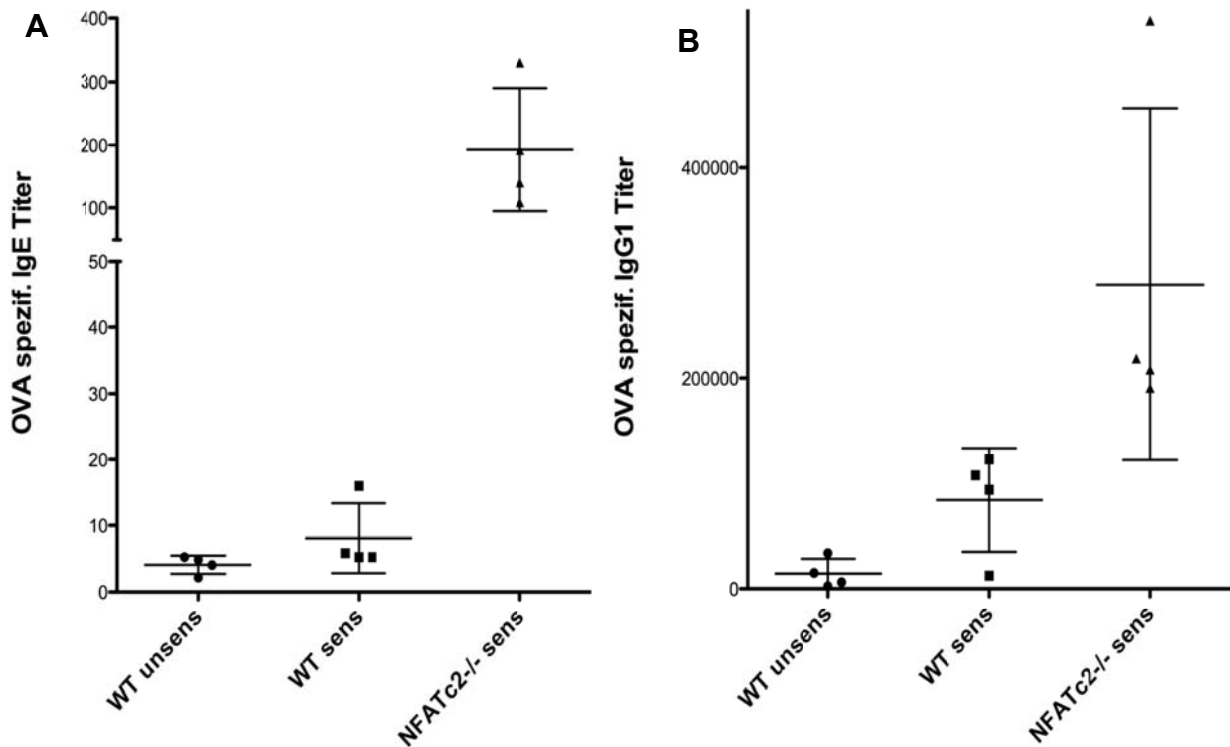 A
OVA spezif. IgE Titer
400
300
200
100
50
40
30
20
10
0
WT unsens
WT sens
NFATc2-/- sens
B
OVA spezif. IgG1 Titer
400000
200000
0
WT unsens
WT sens
NFATc2-/- sens